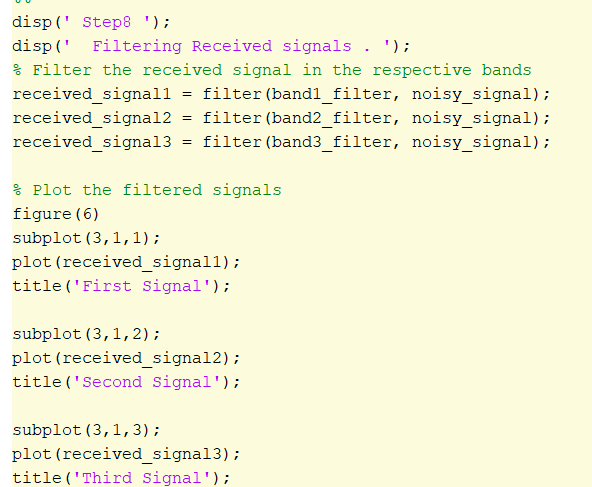 %%
disp(' Step8 ');
disp('  Filtering Received signals . ');
% Filter the received signal in the respective bands
received_signal1 = filter(band1_filter, noisy_signal);
received_signal2 = filter(band2_filter, noisy_signal);
received_signal3 = filter(band3_filter, noisy_signal);

% Plot the filtered signals
figure(6)
subplot(3,1,1);
plot(received_signal1);
title('First Signal');

subplot(3,1,2);
plot(received_signal2);
title('Second Signal');

subplot(3,1,3);
plot(received_signal3);
title('Third Signal');